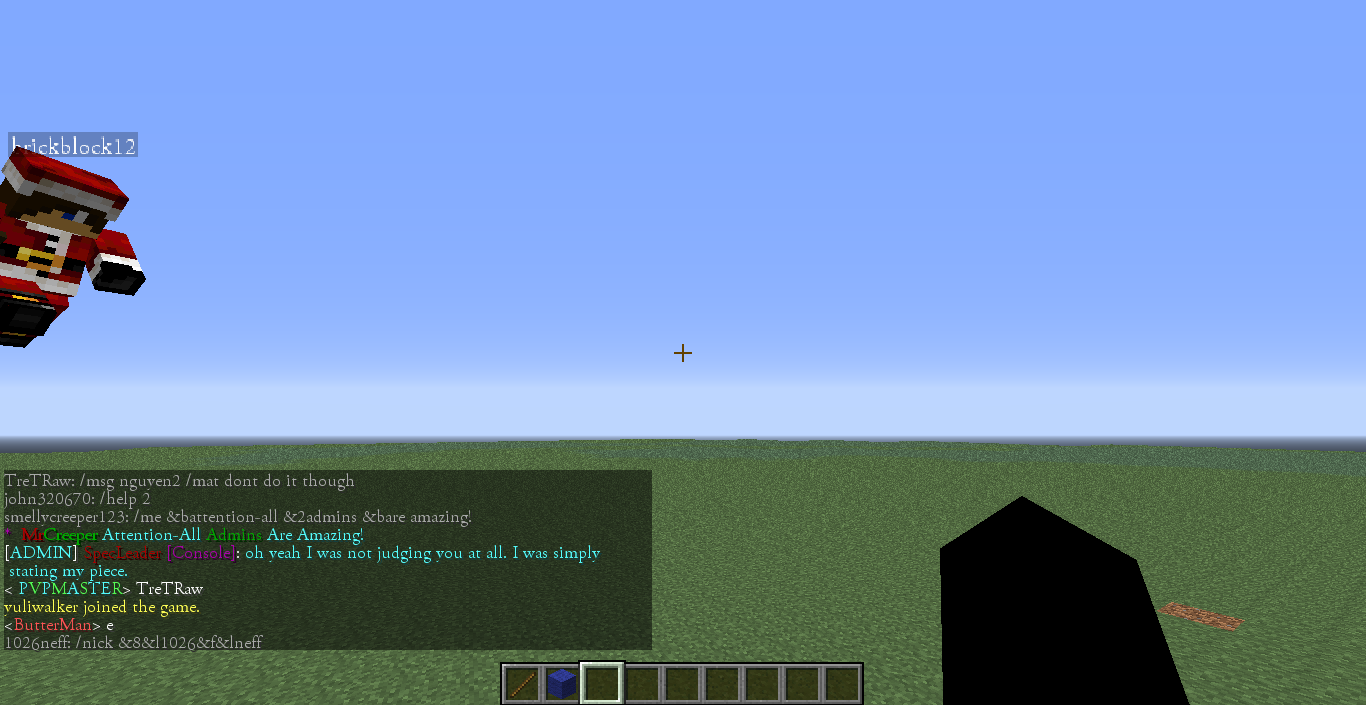 brickblock12
TreTRaw: /msg nguyen2 /mat dont do it though
john320670: /help 2
smellycreeper123: /me &battention-all &2admins &bare amazing!
* MrCreeper Attention-All Admins Are Amazing!
[ADMIN] SpecLeader [Console]: oh yeah I was not judging you at all. I was simply
stating my piece.
< PVPMASTER> TreTRaw
yuliwalker joined the game.
<ButterMan> e
1026neff: /nick &8&l1026&f&lneff